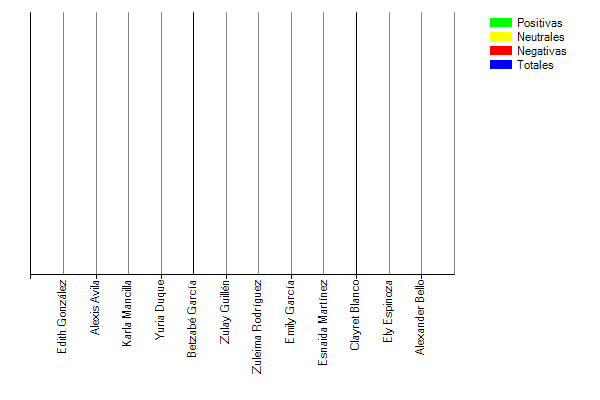 Positivas
Neutrales
Negativas
Totales
Edith González
Alexis Avila
Karla Mancilla
Yuria Duque
Betzabé García
Zulay Guillén
Zuleima Rodríguez
Emily García
Esnaida Martínez
Clayret Blanco
Ely Espinoza
Alexander Bello